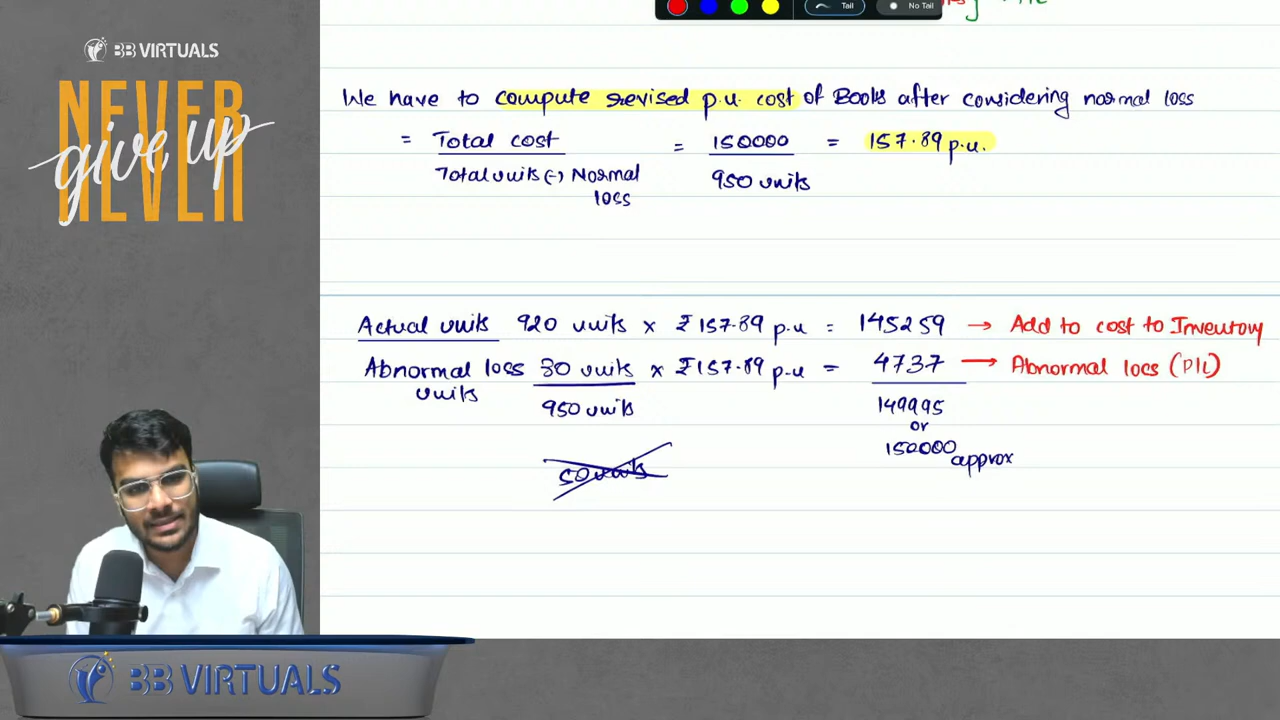 Tail
No Tail
BB VIRTUALS
NEVER
give up
NEVER
We have to compute revised p.u. cost of Books after considering normal loss
= Total cost / Total units (-) Normal loss = 150000 / 950 units = 157.89 p.u.
Actual units 920 units x ₹157.89 p.u = 145259 → Add to cost to Inventory
Abnormal loss units 30 units x ₹157.89 p.u = 4737 → Abnormal loss (P/L)
950 units 149995
or
150000 approx
50 units
BB VIRTUALS